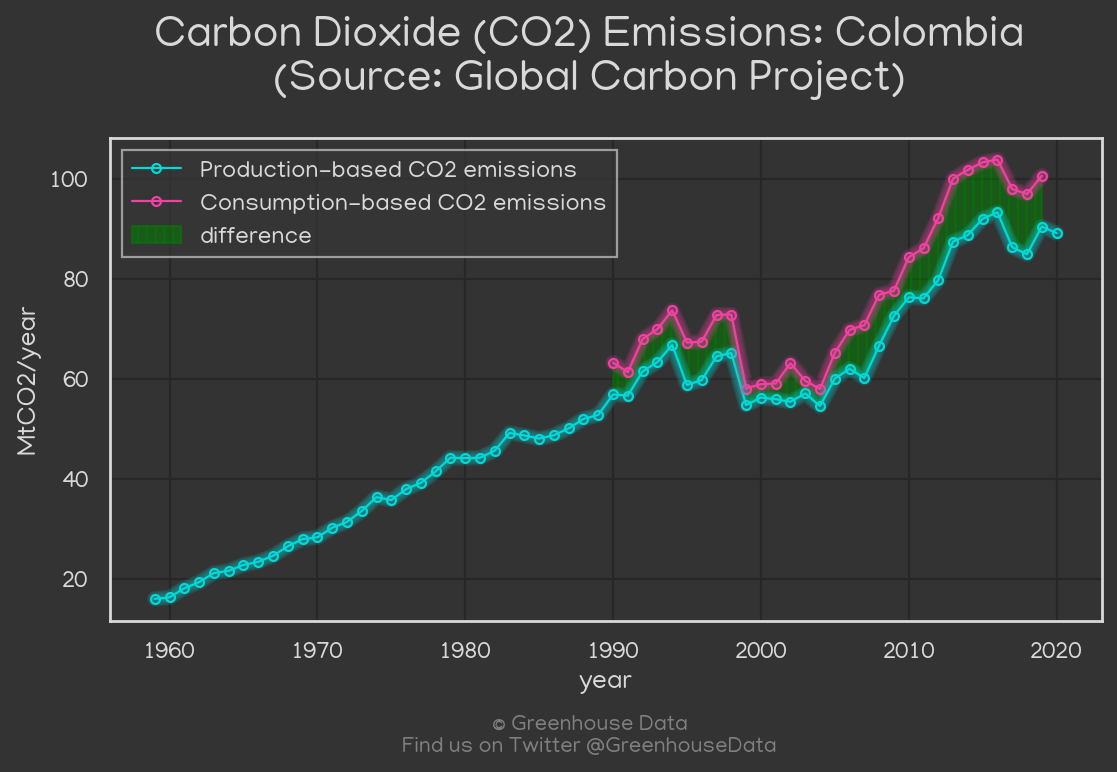 Carbon Dioxide (CO2) Emissions: Colombia
(Source: Global Carbon Project)
Production-based CO2 emissions
Consumption-based CO2 emissions
difference
MtCO2/year
100
80
60
40
20
1960 1970 1980 1990 2000 2010 2020
year
© Greenhouse Data
Find us on Twitter @GreenhouseData